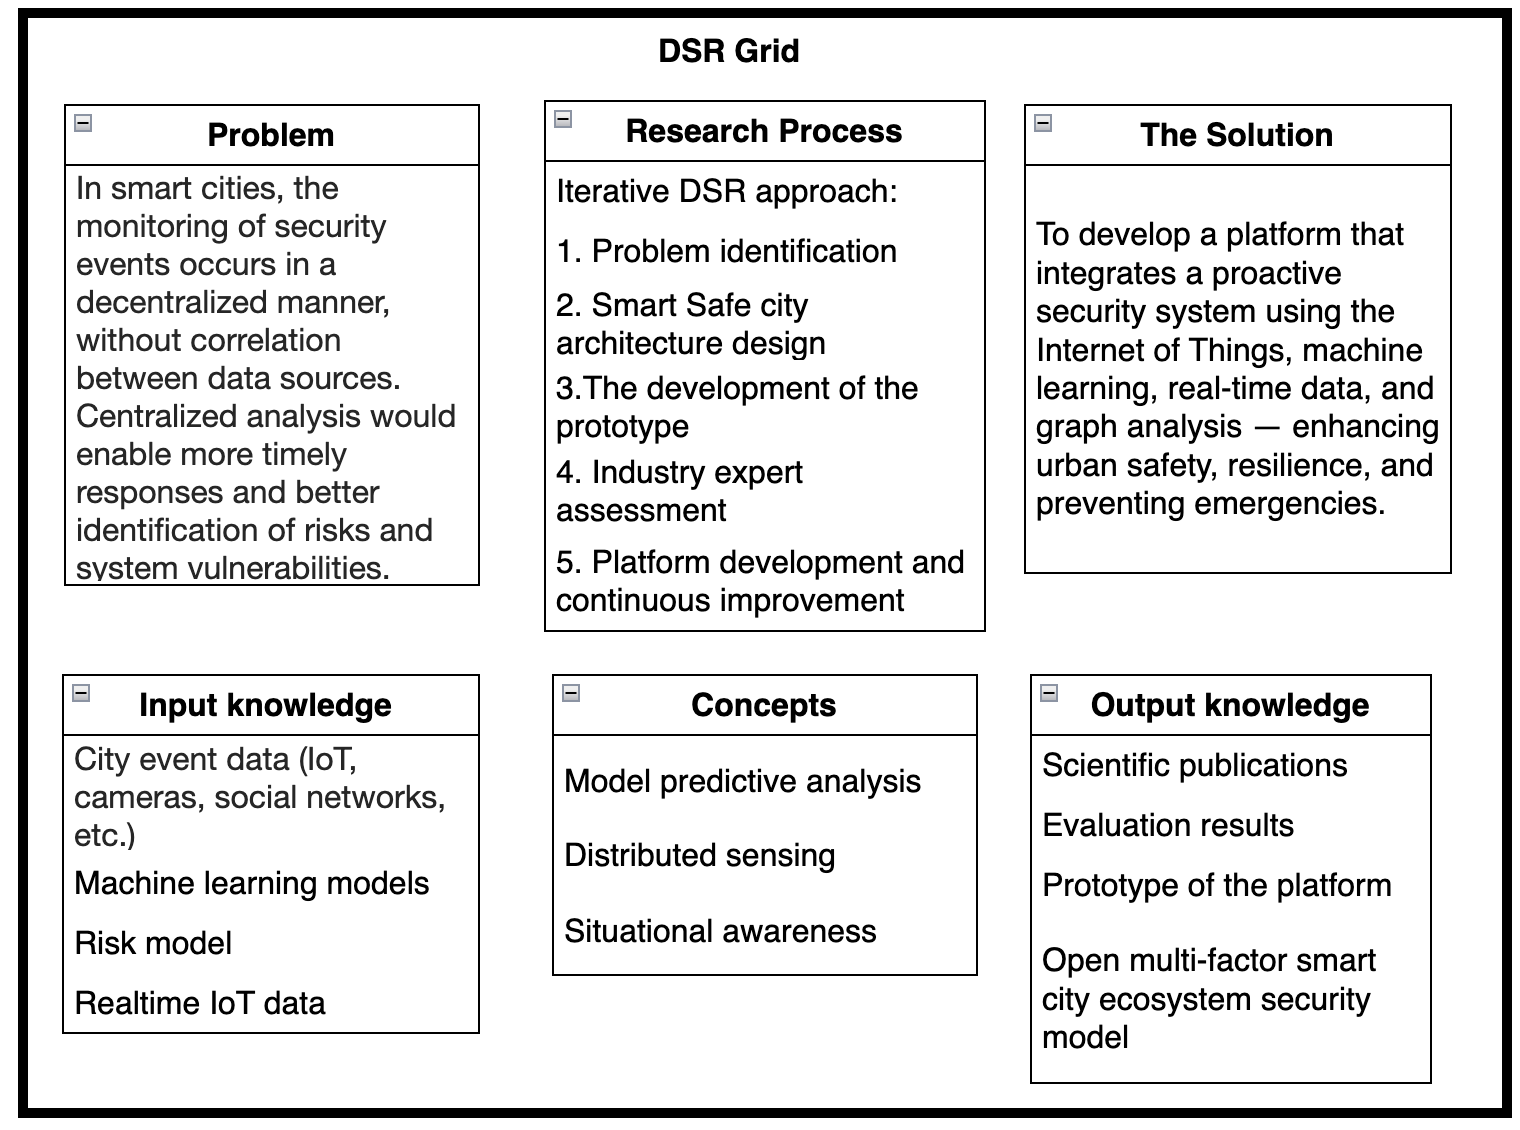 DSR Grid
Problem
In smart cities, the
monitoring of security
events occurs in a
decentralized manner,
without correlation
between data sources.
Centralized analysis would
enable more timely
responses and better
identification of risks and
system vulnerabilities.
Research Process
Iterative DSR approach:
1. Problem identification
2. Smart Safe city
architecture design
3.The development of the
prototype
4. Industry expert
assessment
5. Platform development and
continuous improvement
The Solution
To develop a platform that
integrates a proactive
security system using the
Internet of Things, machine
learning, real-time data, and
graph analysis — enhancing
urban safety, resilience, and
preventing emergencies.
Input knowledge
City event data (IoT,
cameras, social networks,
etc.)
Machine learning models
Risk model
Realtime IoT data
Concepts
Model predictive analysis
Distributed sensing
Situational awareness
Output knowledge
Scientific publications
Evaluation results
Prototype of the platform
Open multi-factor smart
city ecosystem security
model